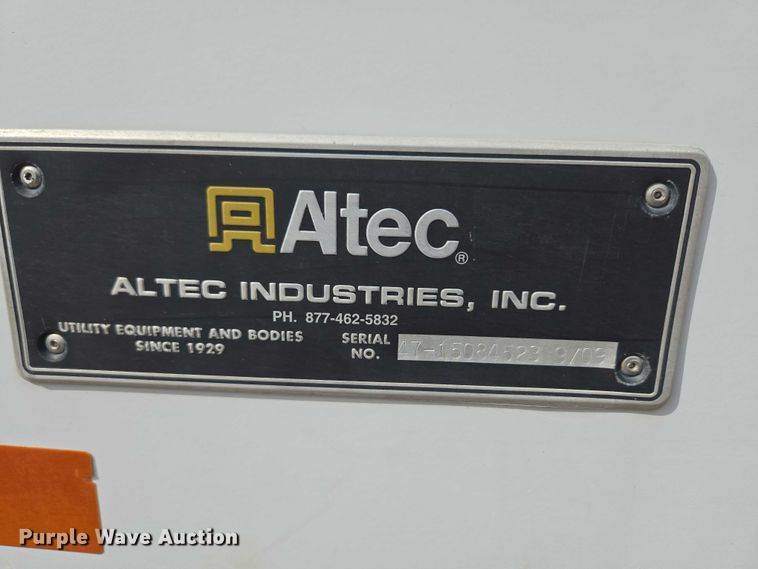 Altec®
ALTEC INDUSTRIES, INC.
PH. 877-462-5832
UTILITY EQUIPMENT AND BODIES
SINCE 1929
SERIAL
NO.
Purple Wave Auction